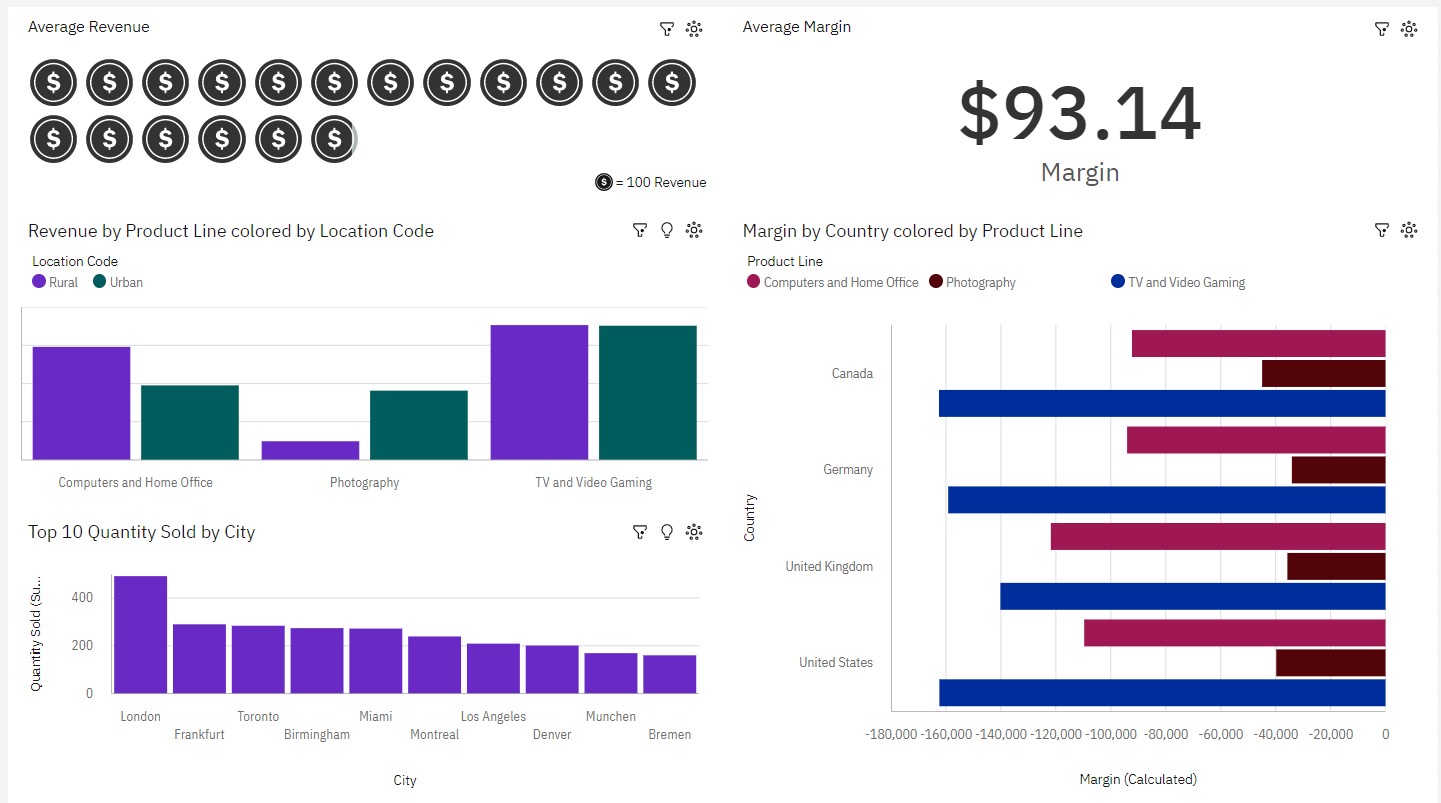 Average Revenue
= 100 Revenue
Average Margin
$93.14
Margin
Revenue by Product Line colored by Location Code
Location Code
Rural Urban
Computers and Home Office Photography TV and Video Gaming
Top 10 Quantity Sold by City
Quantity Sold (Su...
400
200
0
London Toronto Miami Los Angeles Munchen
Frankfurt Birmingham Montreal Denver Bremen
City
Margin by Country colored by Product Line
Product Line
Computers and Home Office Photography TV and Video Gaming
Country
Canada
Germany
United Kingdom
United States
-180,000 -160,000 -140,000 -120,000 -100,000 -80,000 -60,000 -40,000 -20,000 0
Margin (Calculated)